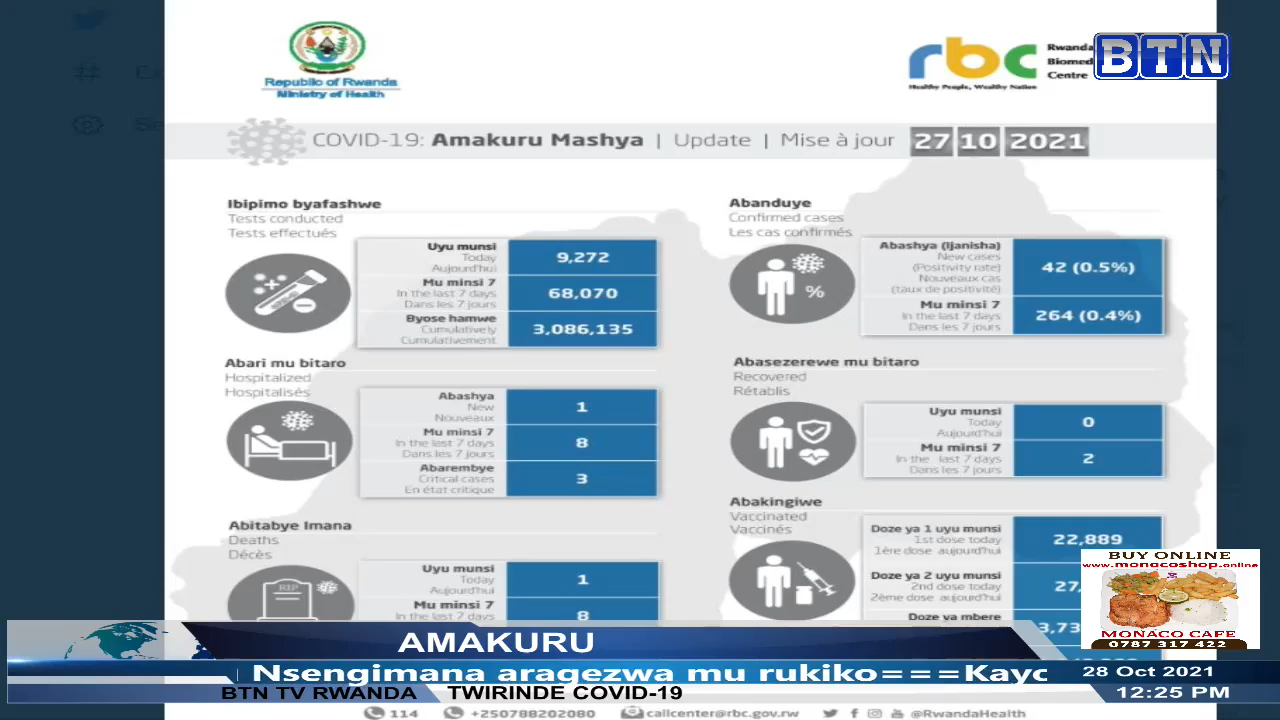 Republic of Rwanda
Ministry of Health
rbc
Rwanda
Biomed
Centre
Healthy People, Wealthy Nation
BTN
COVID-19: Amakuru Mashya | Update | Mise à jour 27 10 2021
Ibipimo byafashwe
Tests conducted
Tests effectués
Uyu munsi
Today
Aujourd'hui
9,272
Mu minsi 7
In the last 7 days
Dans les 7 jours
68,070
Byose hamwe
Cumulatively
Cumulativement
3,086,135
Abanduye
Confirmed cases
Les cas confirmés
%
Abashya (Ijanisha)
New cases
(Positivity rate)
Nouveaux cas
(taux de positivité)
42 (0.5%)
Mu minsi 7
In the last 7 days
Dans les 7 jours
264 (0.4%)
Abari mu bitaro
Hospitalized
Hospitalisés
Abashya
New
Nouveaux
1
Mu minsi 7
In the last 7 days
Dans les 7 jours
8
Abarembye
Critical cases
En état critique
3
Abasezerewe mu bitaro
Recovered
Rétablis
Uyu munsi
Today
Aujourd'hui
0
Mu minsi 7
In the last 7 days
Dans les 7 jours
2
Abitabye Imana
Deaths
Décès
RIP
Uyu munsi
Today
Aujourd'hui
1
Mu minsi 7
In the last 7 days
8
Abakingiwe
Vaccinated
Vaccinés
Doze ya 1 uyu munsi
1st dose today
1ère dose aujourd'hui
22,889
Doze ya 2 uyu munsi
2nd dose today
2ème dose aujourd'hui
27,
Doze ya mbere
3,73
BUY ONLINE
www.monacoshop.online
MONACO CAFE
0787 317 422
AMAKURU
Nsengimana aragezwa mu rukiko===Kayo
28 Oct 2021
BTN TV RWANDA TWIRINDE COVID-19
12:25 PM
114 +250788202080 callcenter@rbc.gov.rw @RwandaHealth